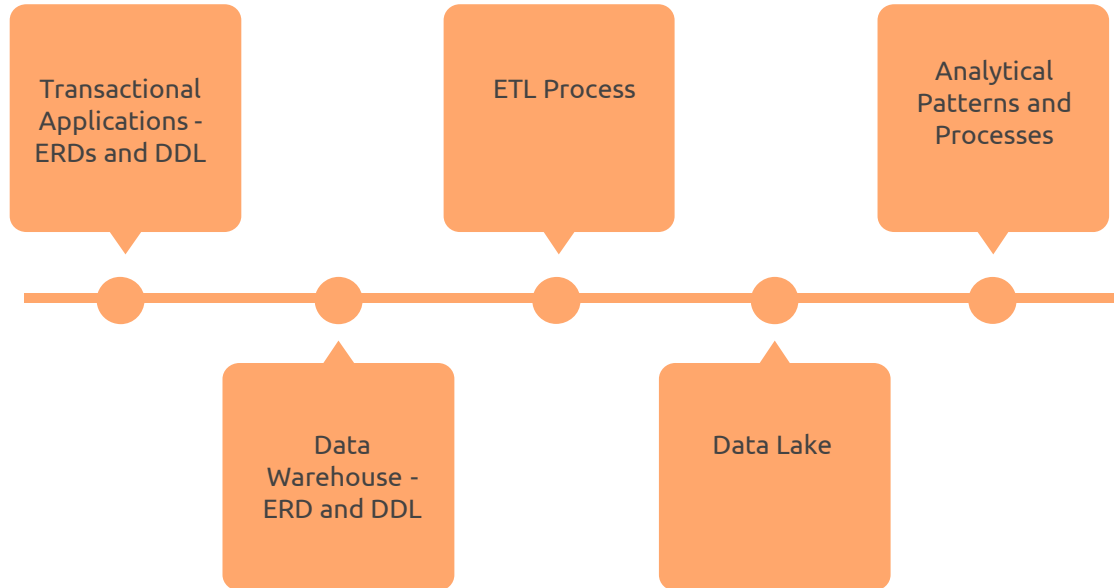 Transactional
Applications -
ERDs and DDL
Data
Warehouse -
ERD and DDL
ETL Process
Data Lake
Analytical
Patterns and
Processes